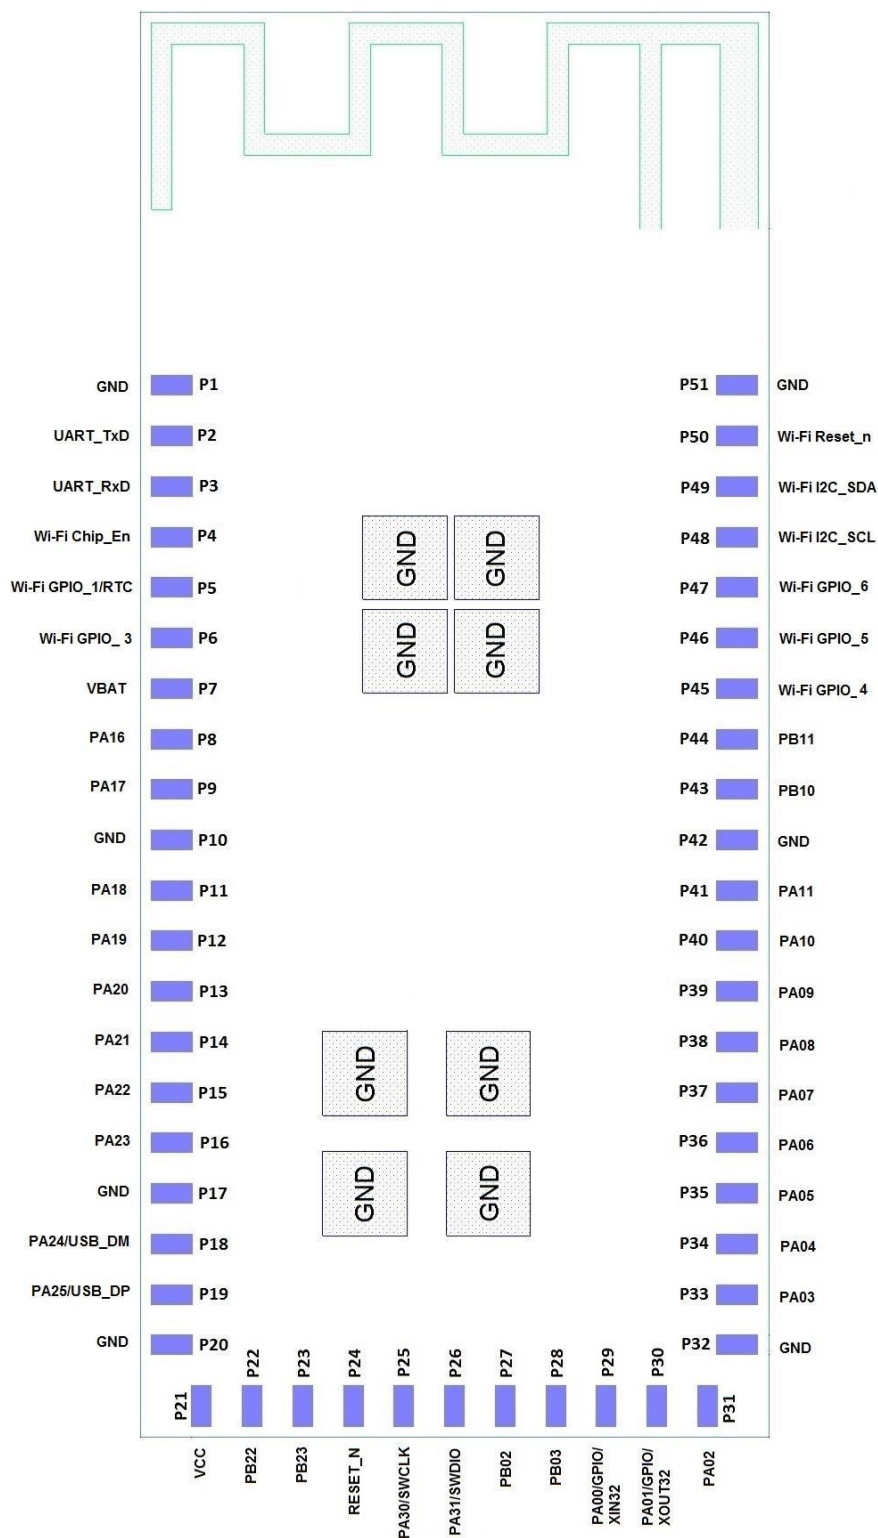 GND P1 P51 GND
UART_TxD P2 P50 Wi-Fi Reset_n
UART_RxD P3 P49 Wi-Fi I2C_SDA
Wi-Fi Chip_En P4 P48 Wi-Fi I2C_SCL
GND GND
Wi-Fi GPIO_1/RTC P5 P47 Wi-Fi GPIO_6
Wi-Fi GPIO_ 3 P6 P46 Wi-Fi GPIO_5
GND GND
VBAT P7 P45 Wi-Fi GPIO_4
PA16 P8 P44 PB11
PA17 P9 P43 PB10
GND P10 P42 GND
PA18 P11 P41 PA11
PA19 P12 P40 PA10
PA20 P13 P39 PA09
PA21 P14 P38 PA08
GND GND
PA22 P15 P37 PA07
PA23 P16 P36 PA06
GND P17 P35 PA05
GND GND
PA24/USB_DM P18 P34 PA04
PA25/USB_DP P19 P33 PA03
GND P20 P32 GND
P21 P22 P23 P24 P25 P26 P27 P28 P29 P30 P31
VCC
PB22
PB23
RESET_N
PA30/SWCLK
PA31/SWDIO
PB02
PB03
PA00/GPIO/
XIN32
PA01/GPIO/
XOUT32
PA02